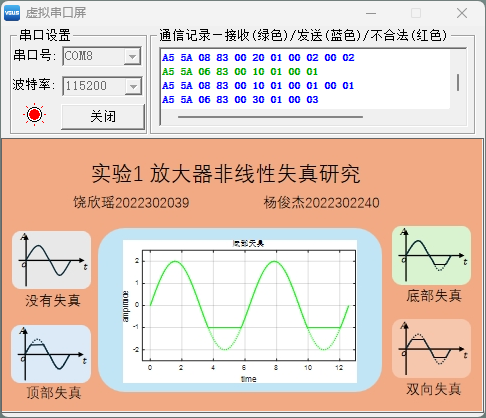 VGUS 虚拟串口屏
串口设置
串口号: COM8
波特率: 115200
关闭
通信记录—接收(绿色)/发送(蓝色)/不合法(红色)
A5 5A 08 83 00 20 01 00 02 00 02
A5 5A 06 83 00 10 01 00 01
A5 5A 08 83 00 10 01 00 01 00 01
A5 5A 06 83 00 30 01 00 03
实验1 放大器非线性失真研究
饶欣瑶2022302039 杨俊杰2022302240
A
o
t
没有失真
A
o
t
顶部失真
底部失真
amplitude
2
1
0
-1
-2
0 2 4 6 8 10 12
time
A
o
t
底部失真
A
o
t
双向失真